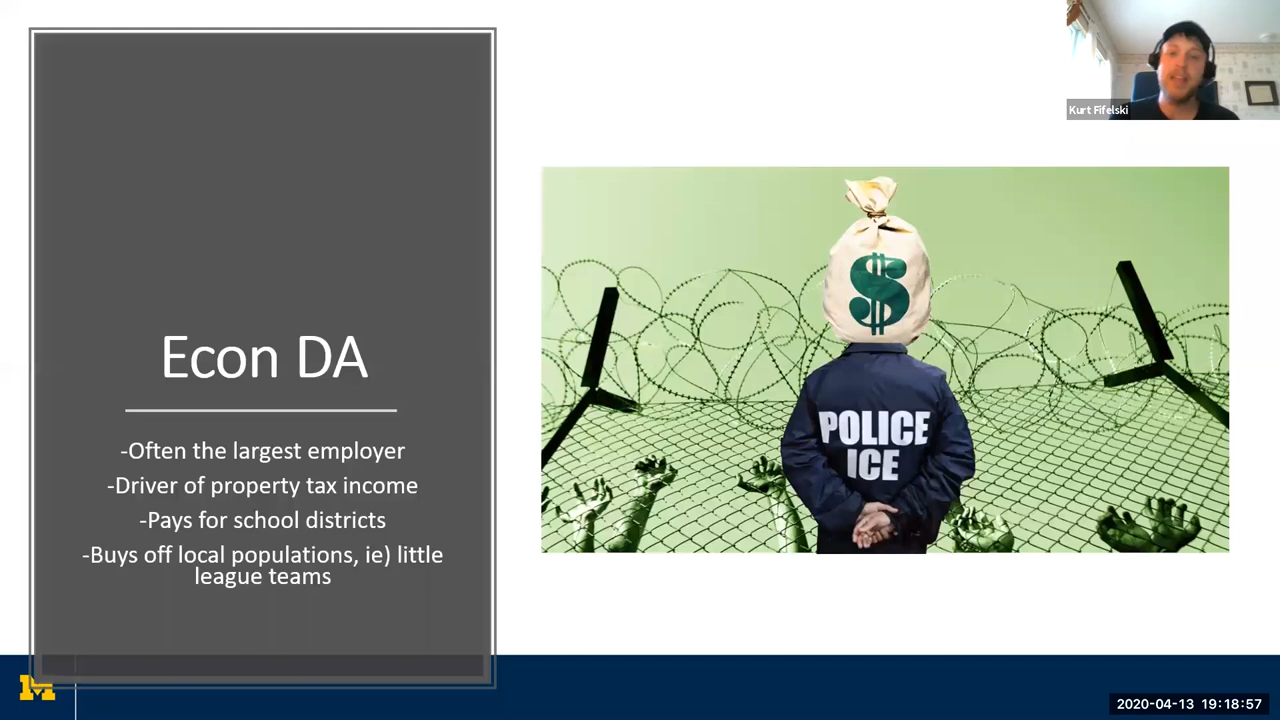 Kurt Fifelski
Econ DA
-Often the largest employer
-Driver of property tax income
-Pays for school districts
-Buys off local populations, ie) little
league teams
$
POLICE
ICE
M
2020-04-13 19:18:57